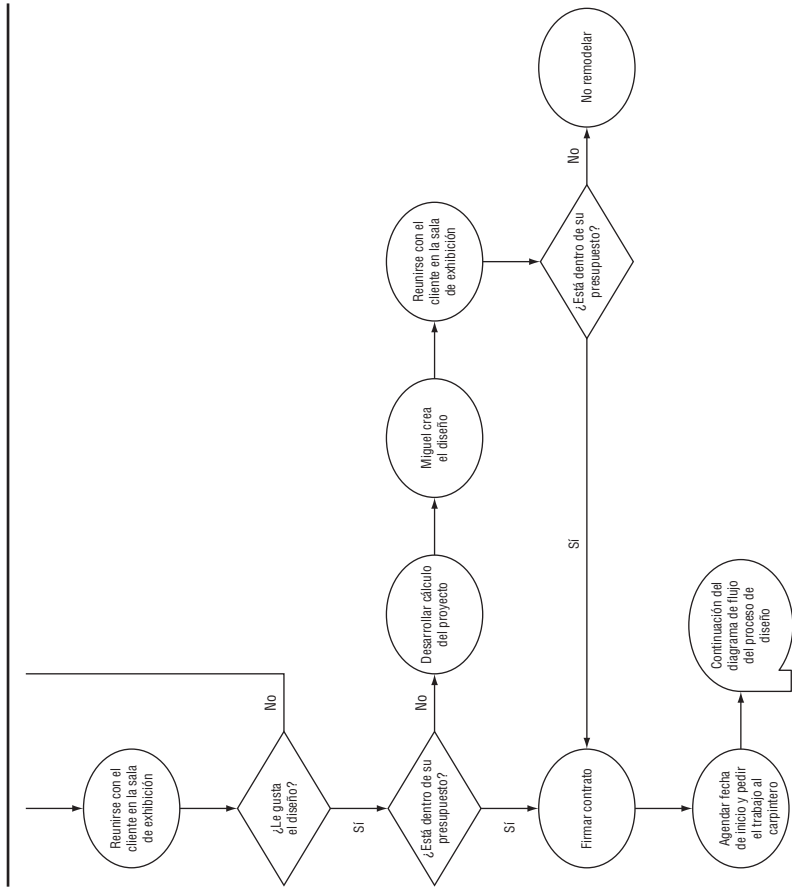 Reunirse con el
cliente en la sala
de exhibición
¿Le gusta
el diseño?
No
Sí
¿Está dentro de su
presupuesto?
No
Desarrollar cálculo
del proyecto
Miguel crea
el diseño
Reunirse con el
cliente en la sala
de exhibición
¿Está dentro de su
presupuesto?
No
No remodelar
Sí
Sí
Firmar contrato
Agendar fecha
de inicio y pedir
el trabajo al
carpintero
Continuación del
diagrama de flujo
del proceso de
diseño